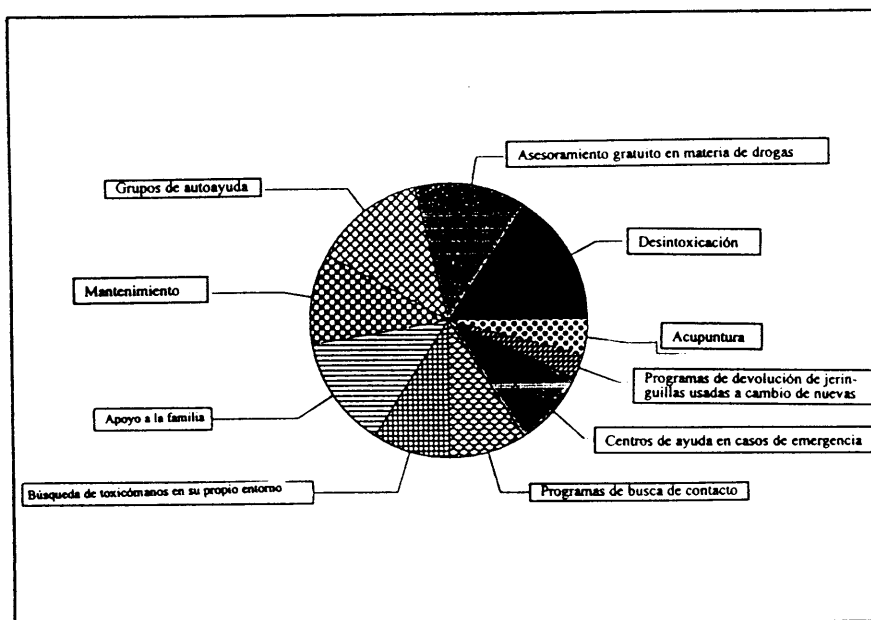 Asesoramiento gratuito en materia de drogas
Grupos de autoayuda
Desintoxicación
Mantenimiento
Acupuntura
Programas de devolución de jerin-
guillas usadas a cambio de nuevas
Apoyo a la familia
Centros de ayuda en casos de emergencia
Búsqueda de toxicómanos en su propio entorno
Programas de busca de contacto